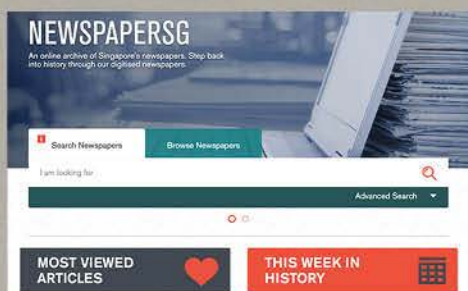 NEWSPAPERSG
An online archive of Singapore's newspapers. Step back
into history through our digitised newspapers.
Search Newspapers
Browse Newspapers
I am looking for
Advanced Search
MOST VIEWED
ARTICLES
THIS WEEK IN
HISTORY